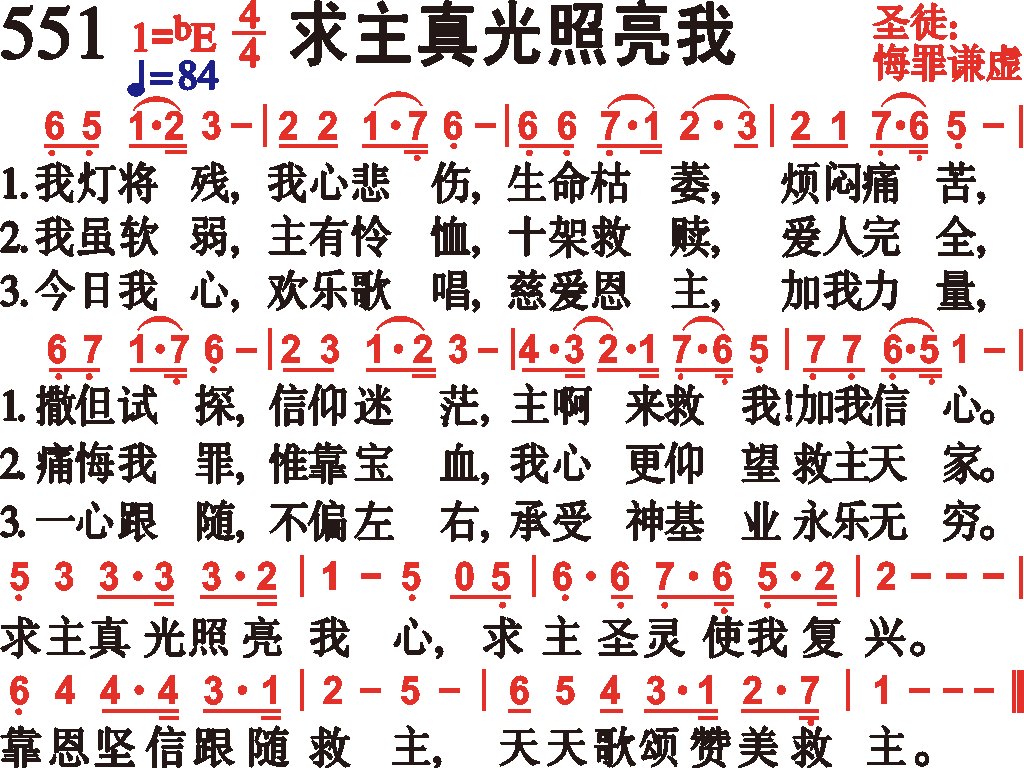 551 1=bE 4/4 求主真光照亮我 圣徒:
♩=84 悔罪谦虚
6 5 1·2 3 – | 2 2 1·7 6 – | 6 6 7·1 2·3 | 2 1 7·6 5 – |
1.我灯将 残, 我心悲 伤, 生命枯 萎, 烦闷痛 苦,
2.我虽软 弱, 主有怜 恤, 十架救 赎, 爱人完 全,
3.今日我 心, 欢乐歌 唱, 慈爱恩 主, 加我力 量,
6 7 1·7 6 – | 2 3 1·2 3 – | 4·3 2·1 7·6 5 | 7 7 6·5 1 – |
1.撒但试 探, 信仰迷 茫, 主啊 来救 我!加我信 心。
2.痛悔我 罪, 惟靠宝 血, 我心 更仰 望 救主天 家。
3.一心跟 随, 不偏左 右, 承受 神基 业 永乐无 穷。
5 3 3·3 3·2 | 1 – 5 0 5 | 6·6 7·6 5·2 | 2 – – – |
求主真光照亮 我 心, 求 主 圣灵 使我复 兴。
6 4 4·4 3·1 | 2 – 5 – | 6 5 4 3·1 2·7 | 1 – – – ||
靠恩坚信跟随 救 主, 天天歌颂赞美救 主。